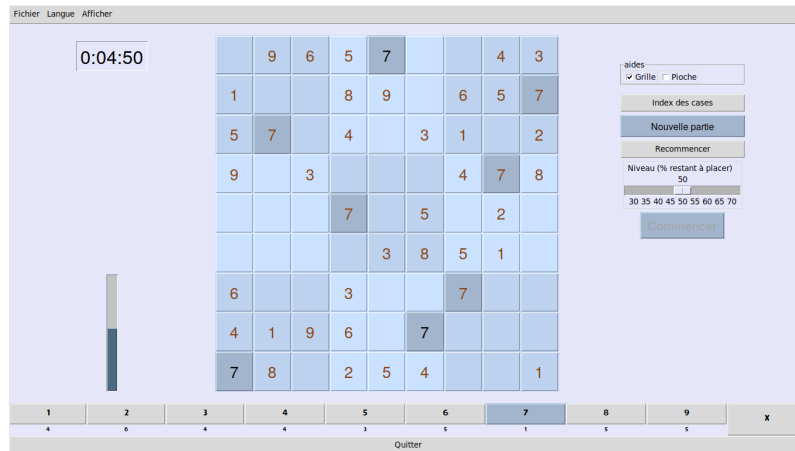 Fichier Langue Afficher
0:04:50
9 6 5 7 4 3
1 8 9 6 5 7
5 7 4 3 1 2
9 3 4 7 8
7 5 2
3 8 5 1
6 3 7
4 1 9 6 7
7 8 2 5 4 1
aides
Grille Pioche
Index des cases
Nouvelle partie
Recommencer
Niveau (% restant à placer)
50
30 35 40 45 50 55 60 65 70
Commencer
1 2 3 4 5 6 7 8 9 x
4 6 4 4 3 5 1 5 5
Quitter